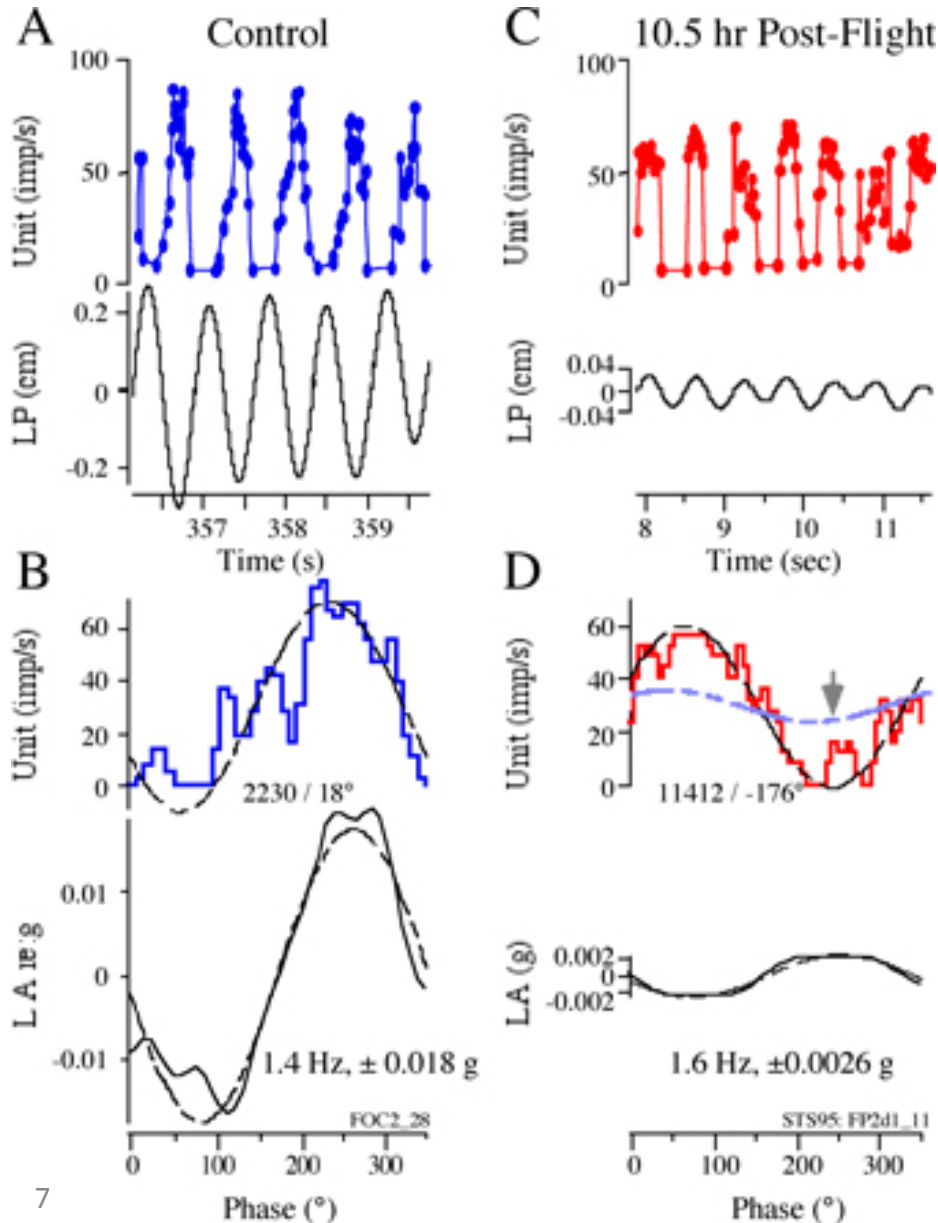 A Control
100
50
0
Unit (imp/s)
0.2
0
-0.2
LP (cm)
357 358 359
Time (s)
C 10.5 hr Post-Flight
100
50
0
Unit (imp/s)
0.04
0
-0.04
LP (cm)
8 9 10 11
Time (sec)
B
60
40
20
0
Unit (imp/s)
2230 / 18°
0.01
0
-0.01
LA re:g
1.4 Hz, ± 0.018 g
FOC2_28
0 100 200 300
Phase (°)
D
60
40
20
0
Unit (imp/s)
11412 / -176°
0.002
0
-0.002
LA (g)
1.6 Hz, ±0.0026 g
STS95: FP2d1_11
0 100 200 300
Phase (°)
7